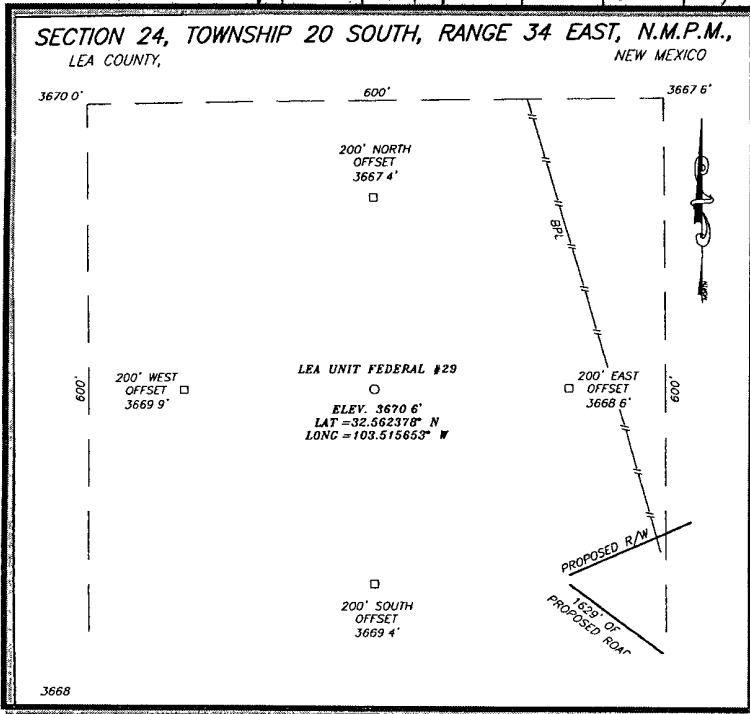 SECTION 24, TOWNSHIP 20 SOUTH, RANGE 34 EAST, N.M.P.M.,
LEA COUNTY, NEW MEXICO
3670 0' 600' 3667 6'
200' NORTH
OFFSET
3667 4'
BPL
LEA UNIT FEDERAL #29
200' WEST
OFFSET
3669 9'
600'
ELEV. 3670 6'
LAT =32.562378° N
LONG =103.515653° W
200' EAST
OFFSET
3668 6'
600'
PROPOSED R/W
1629' OF
PROPOSED ROAD
200' SOUTH
OFFSET
3669 4'
3668